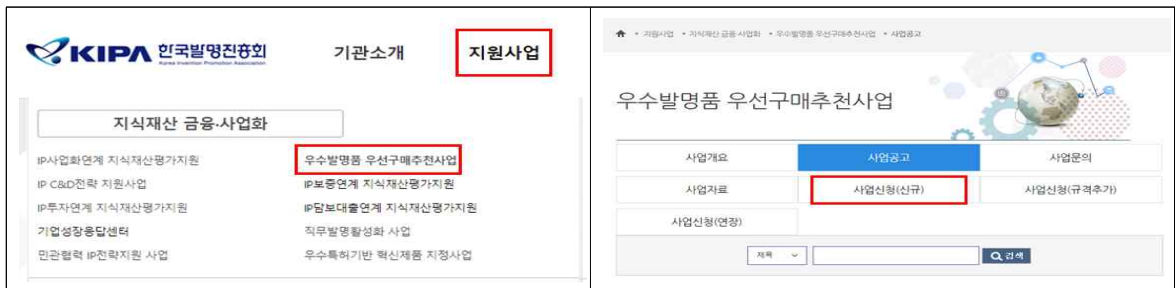 KIPA 한국발명진흥회
Korea Invention Promotion Association
기관소개
지원사업
지식재산 금융·사업화
IP사업화연계 지식재산평가지원
우수발명품 우선구매추천사업
IP C&D전략 지원사업
IP보증연계 지식재산평가지원
IP투자연계 지식재산평가지원
IP담보대출연계 지식재산평가지원
기업성장응답센터
직무발명활성화 사업
민관협력 IP전략지원 사업
우수특허기반 혁신제품 지정사업
지원사업 • 지식재산 금융·사업화 • 우수발명품 우선구매추천사업 • 사업공고
우수발명품 우선구매추천사업
사업개요
사업공고
사업문의
사업자료
사업신청(신규)
사업신청(규격추가)
사업신청(연장)
제목
검색